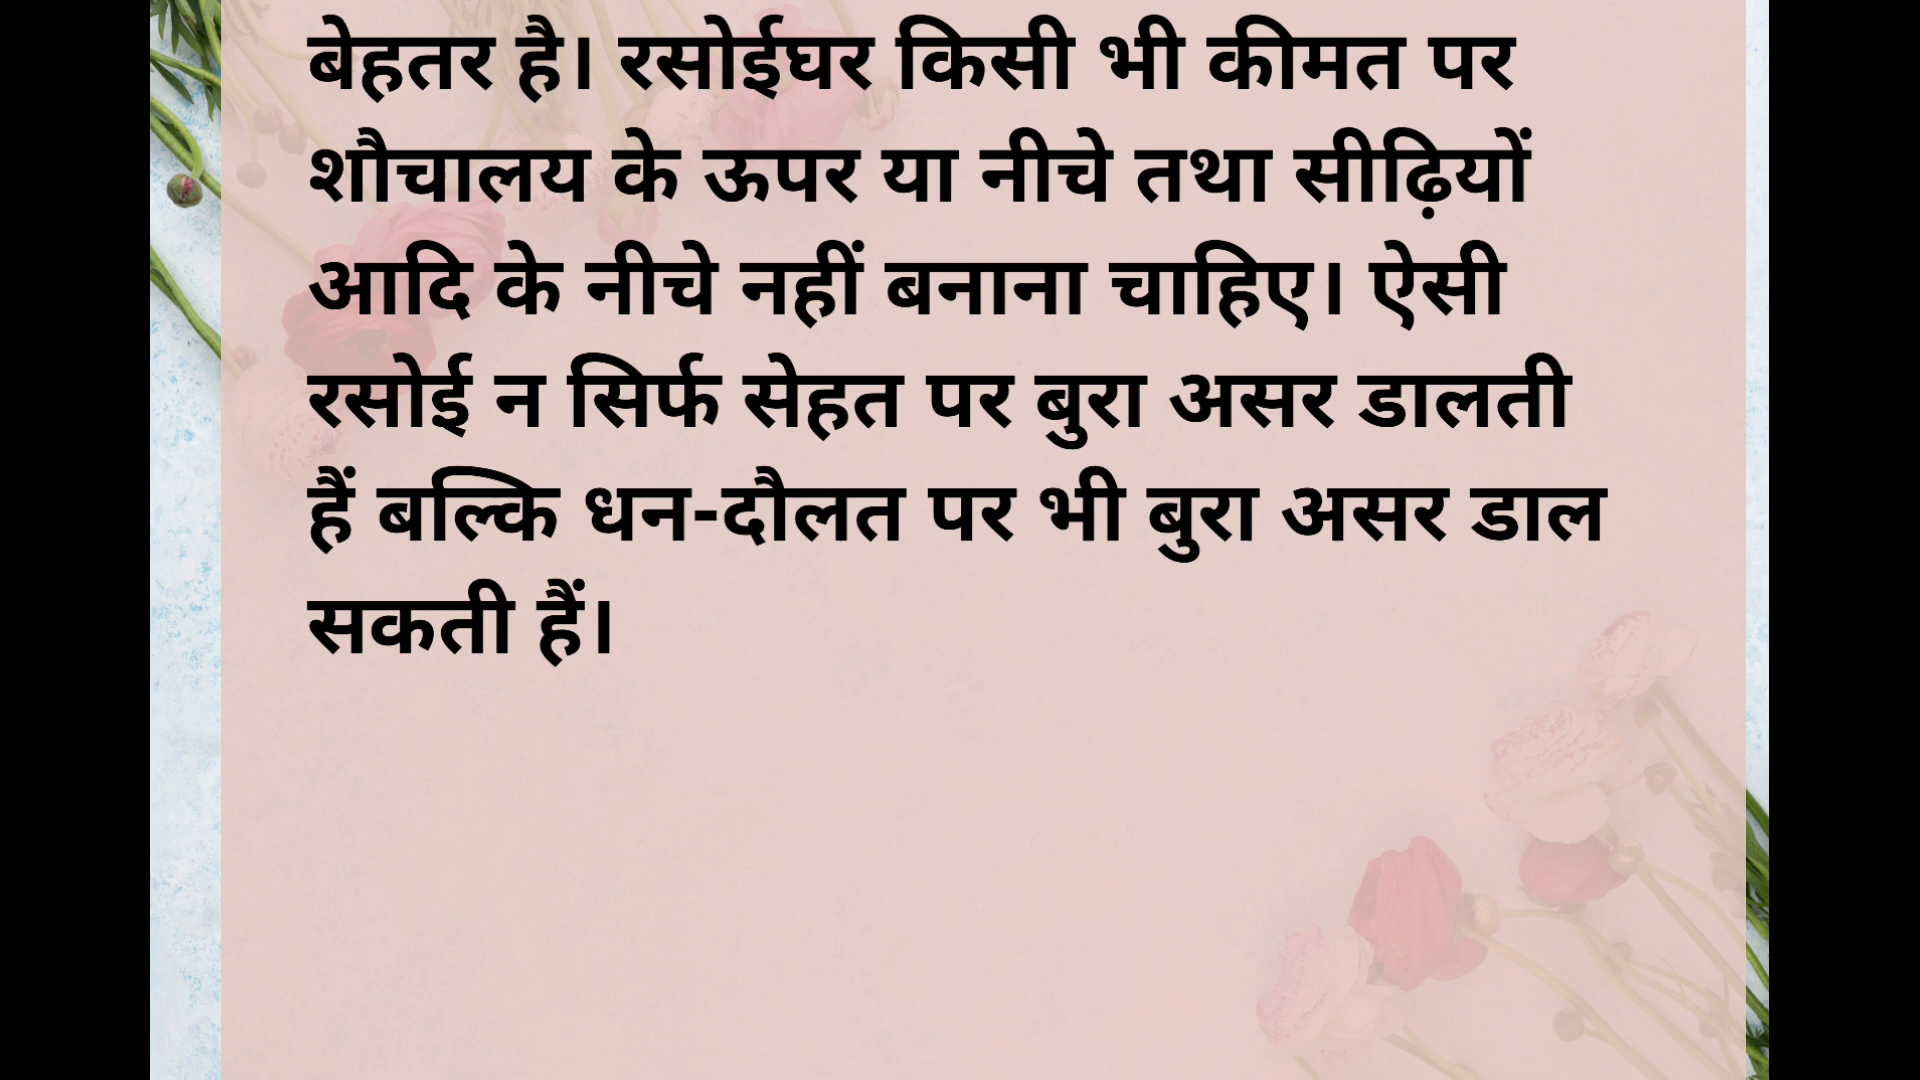 बेहतर है। रसोईघर किसी भी कीमत पर
शौचालय के ऊपर या नीचे तथा सीढ़ियों
आदि के नीचे नहीं बनाना चाहिए। ऐसी
रसोई न सिर्फ सेहत पर बुरा असर डालती
हैं बल्कि धन-दौलत पर भी बुरा असर डाल
सकती हैं।